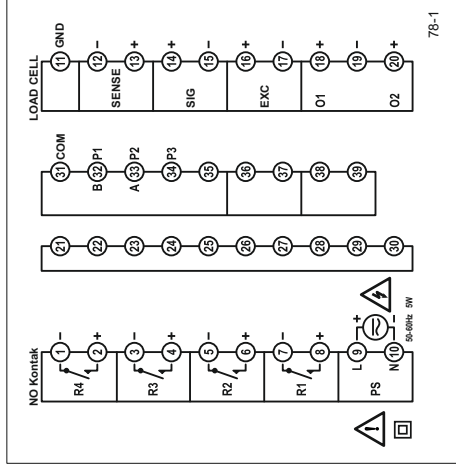 LOAD CELL
11 GND
12 −
SENSE
13 +
14 +
SIG
15 −
16 +
EXC
17 −
18 +
O1
19 −
20 +
O2
31 COM
B 32 P1
A 33 P2
34 P3
35
36
37
38
39
21
22
23
24
25
26
27
28
29
30
NO Kontak
1 −
R4
2 +
3 −
R3
4 +
5 −
R2
6 +
7 −
R1
8 +
L 9 +
PS
N 10 −
50-60Hz 5W
78-1